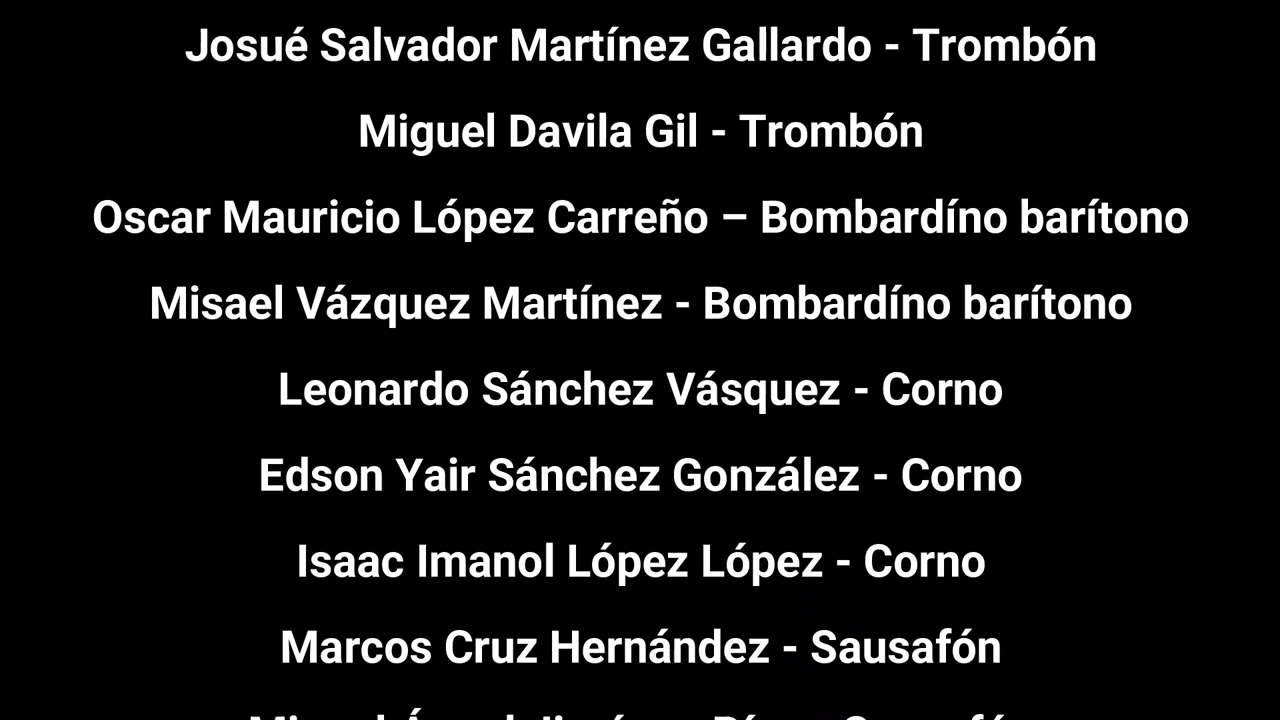 Josué Salvador Martínez Gallardo - Trombón
Miguel Davila Gil - Trombón
Oscar Mauricio López Carreño – Bombardíno barítono
Misael Vázquez Martínez - Bombardíno barítono
Leonardo Sánchez Vásquez - Corno
Edson Yair Sánchez González - Corno
Isaac Imanol López López - Corno
Marcos Cruz Hernández - Sausafón